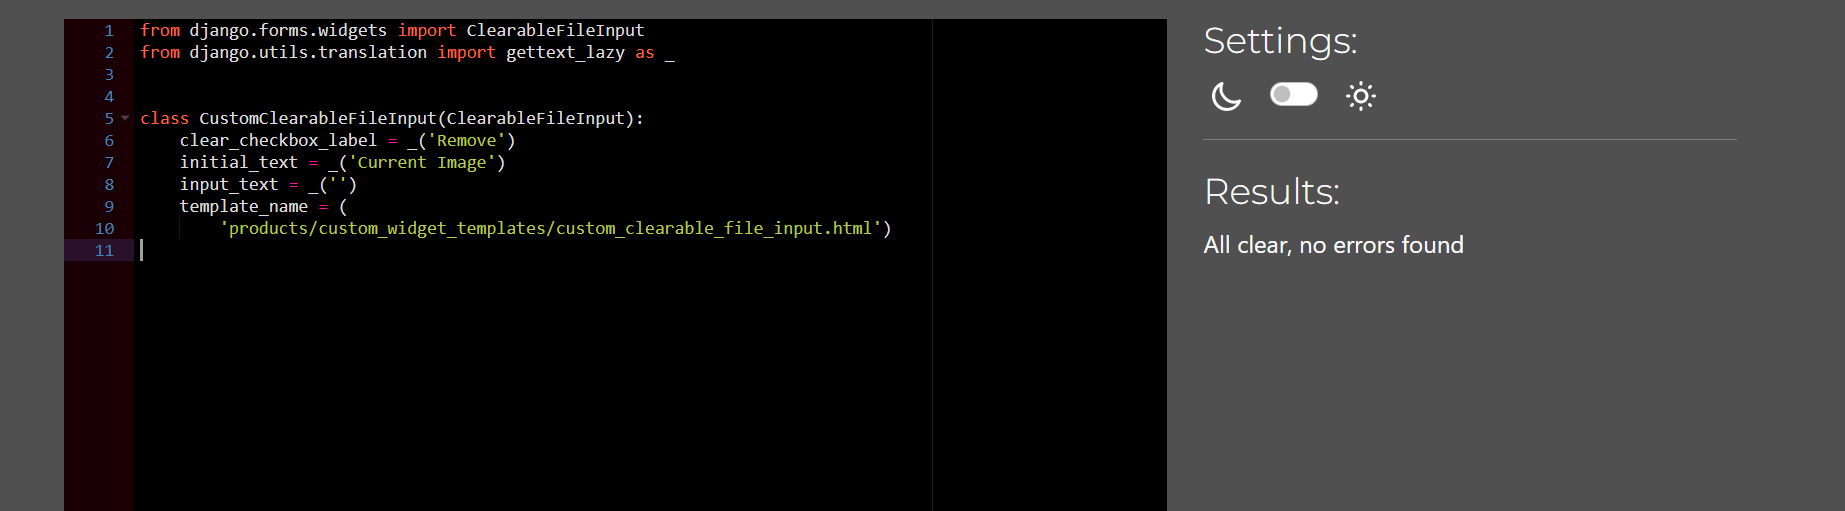 1 from django.forms.widgets import ClearableFileInput
2 from django.utils.translation import gettext_lazy as _
3
4
5 class CustomClearableFileInput(ClearableFileInput):
6     clear_checkbox_label = _('Remove')
7     initial_text = _('Current Image')
8     input_text = _('')
9     template_name = (
10         'products/custom_widget_templates/custom_clearable_file_input.html')
11
Settings:
Results:
All clear, no errors found